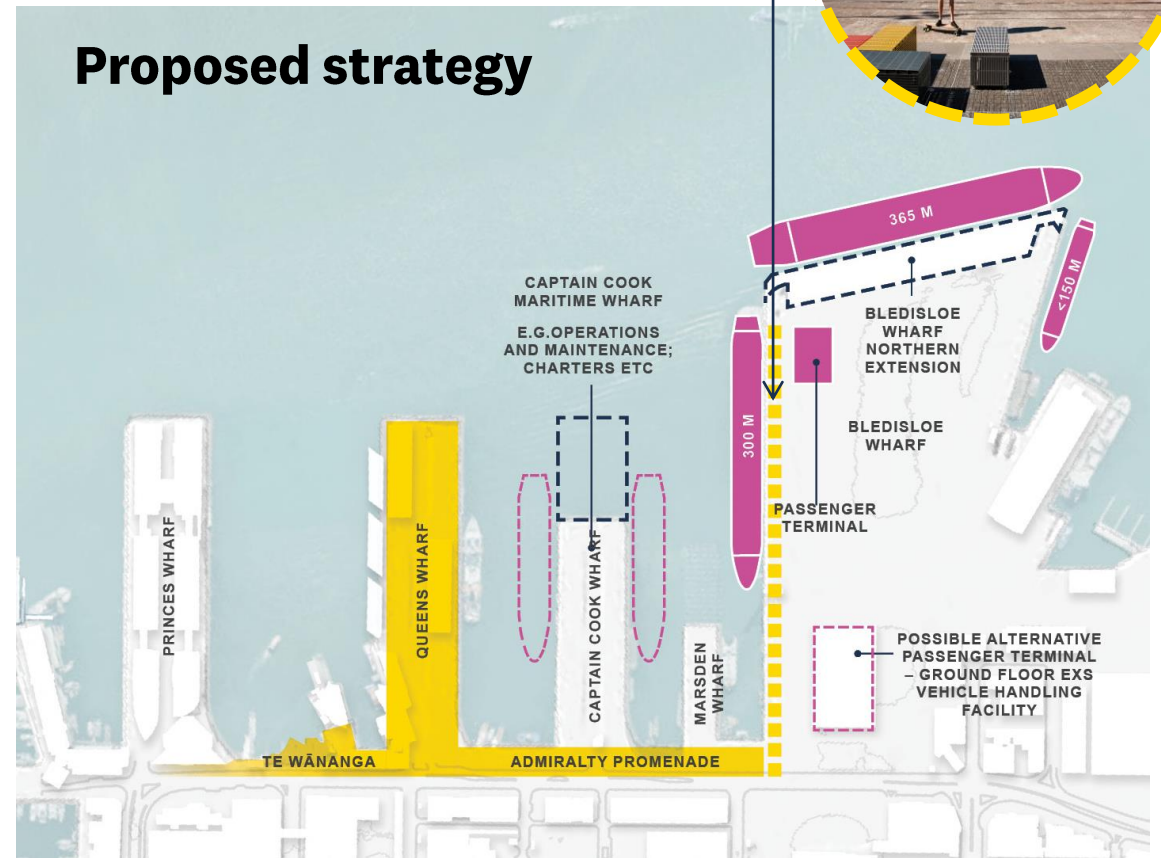 Proposed strategy
365 M
<150 M
CAPTAIN COOK
MARITIME WHARF
E.G.OPERATIONS
AND MAINTENANCE;
CHARTERS ETC
BLEDISLOE
WHARF
NORTHERN
EXTENSION
300 M
BLEDISLOE
WHARF
PASSENGER
TERMINAL
PRINCES WHARF
QUEENS WHARF
CAPTAIN COOK WHARF
MARSDEN
WHARF
POSSIBLE ALTERNATIVE
PASSENGER TERMINAL
– GROUND FLOOR EXS
VEHICLE HANDLING
FACILITY
TE WĀNANGA
ADMIRALTY PROMENADE